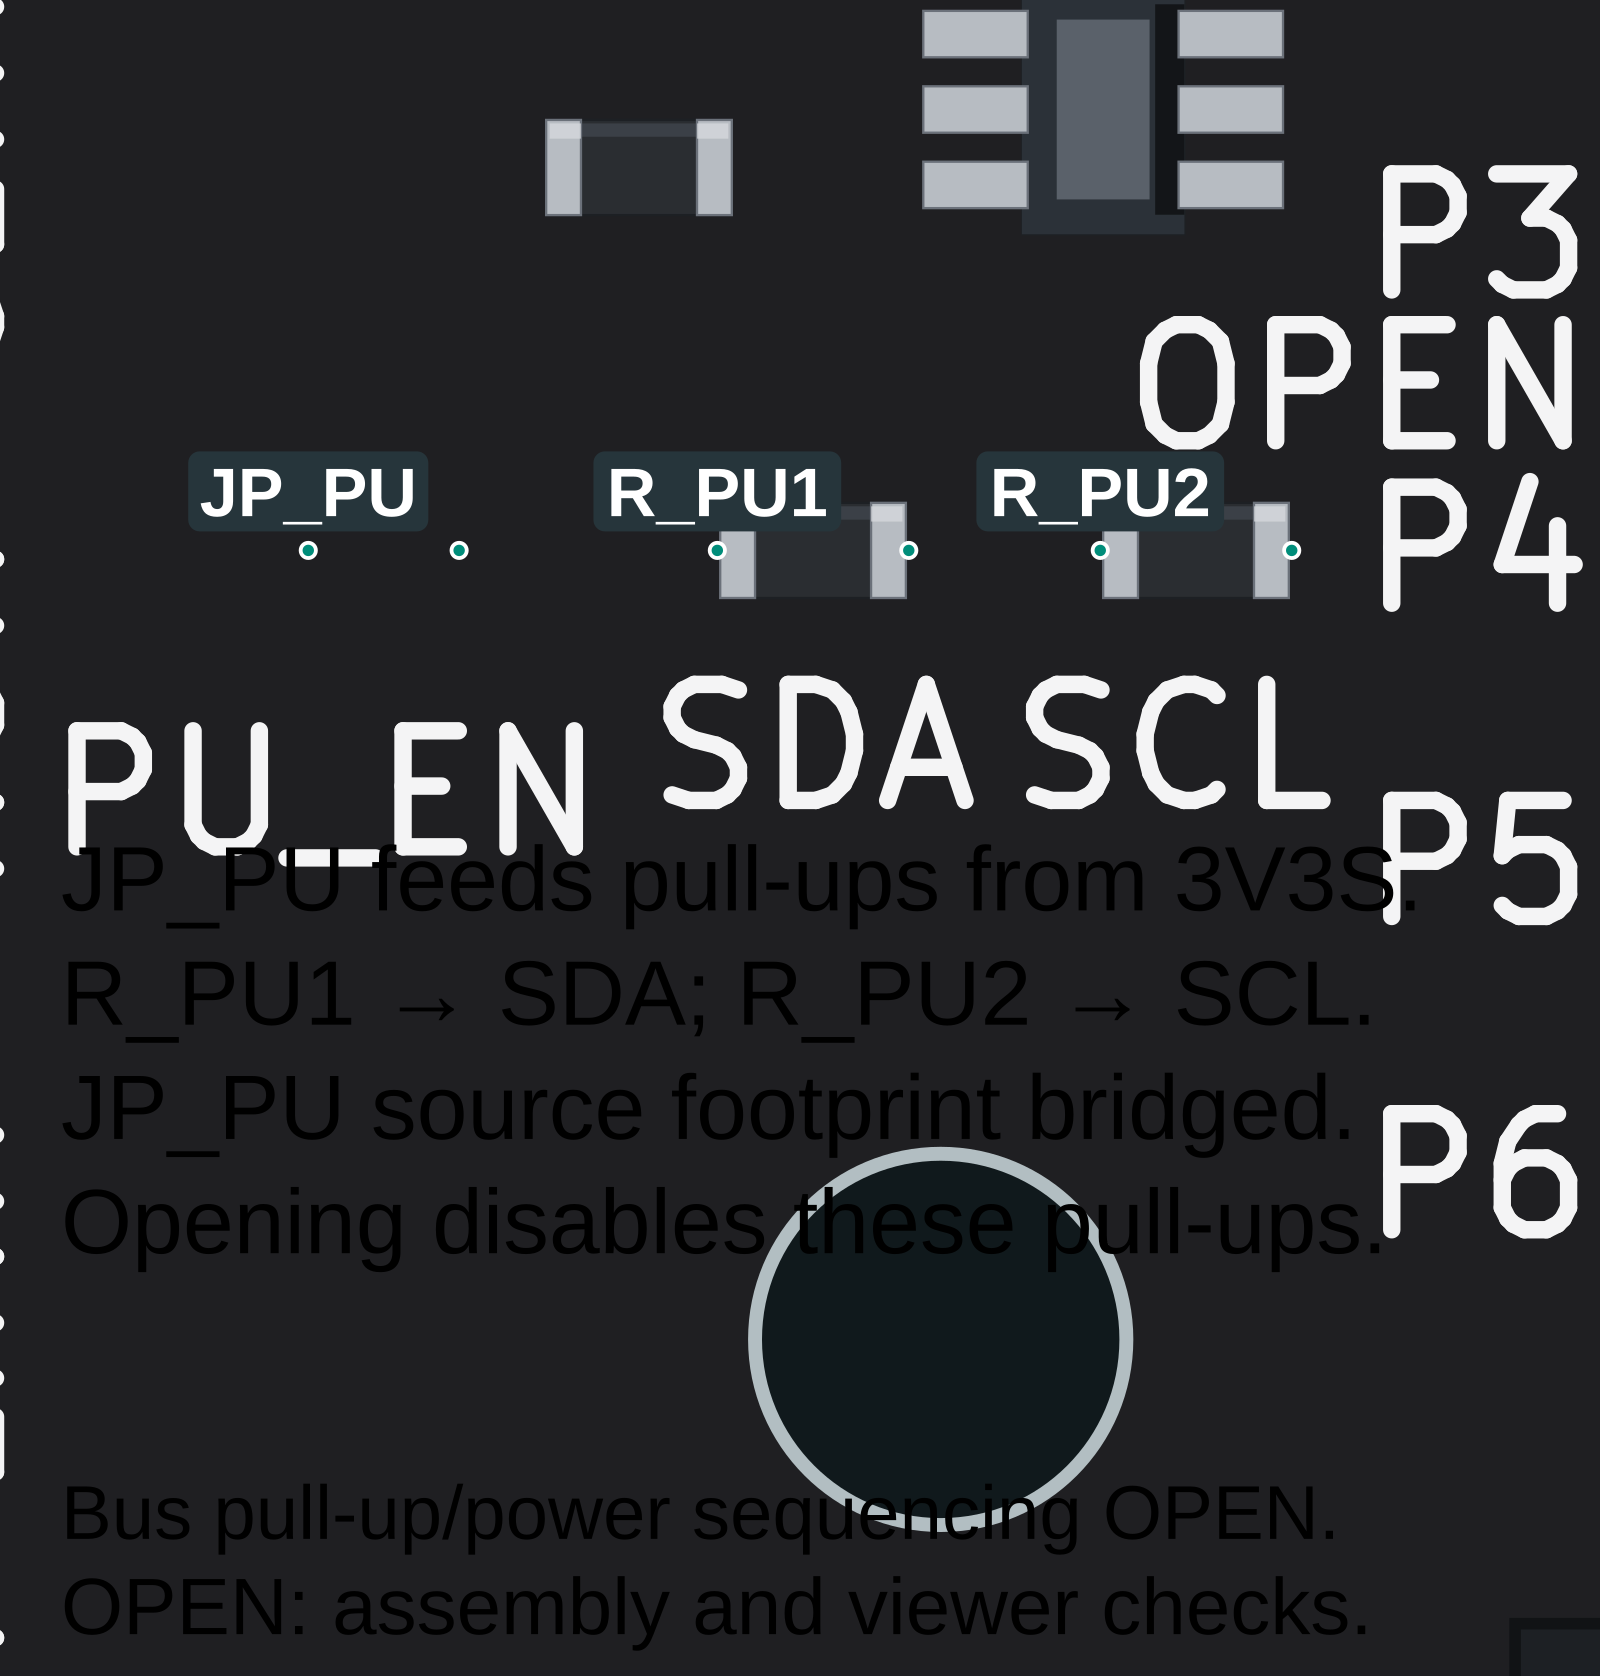 P3
OPEN
JP_PU R_PU1 R_PU2
P4
SDA SCL
PU_EN
P5
JP_PU feeds pull-ups from 3V3S.
R_PU1 → SDA; R_PU2 → SCL.
JP_PU source footprint bridged.
P6
Opening disables these pull-ups.
Bus pull-up/power sequencing OPEN.
OPEN: assembly and viewer checks.